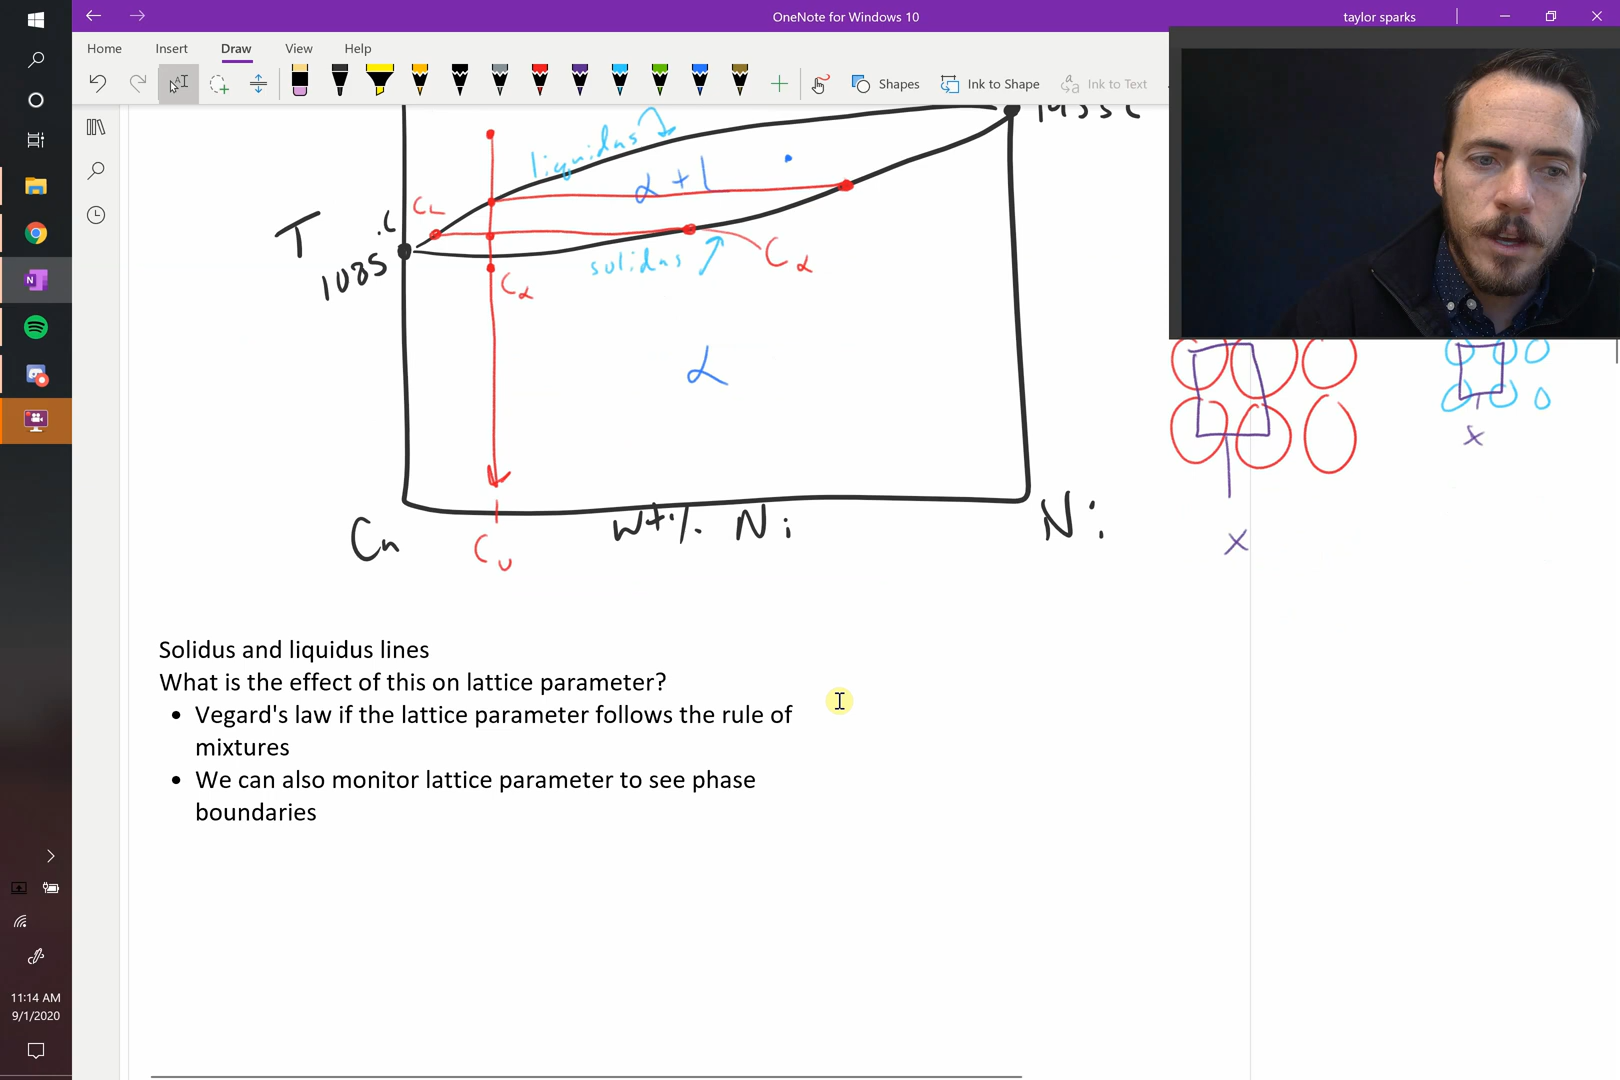 OneNote for Windows 10
taylor sparks
Home Insert Draw View Help
Shapes Ink to Shape Ink to Text
liquidus
α + L
CL
T
1085
.C
solidus
Cα
Cα
α
Cu
wt% Ni
Ni
C0
x
x
Solidus and liquidus lines
What is the effect of this on lattice parameter?
• Vegard's law if the lattice parameter follows the rule of
mixtures
• We can also monitor lattice parameter to see phase
boundaries
11:14 AM
9/1/2020